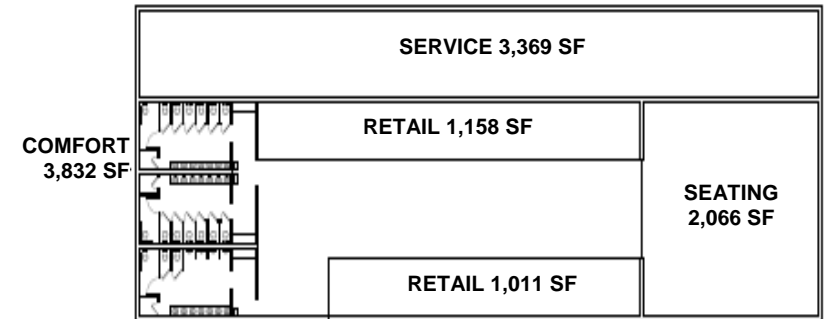 SERVICE 3,369 SF
RETAIL 1,158 SF
COMFORT
3,832 SF
SEATING
2,066 SF
RETAIL 1,011 SF